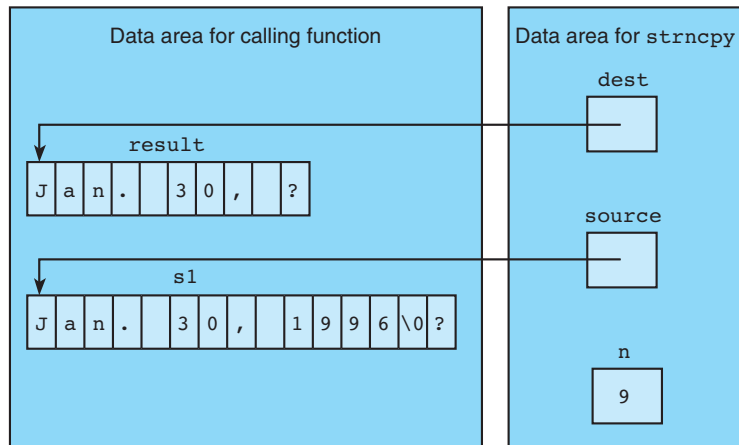 Data area for calling function
Data area for strncpy
dest
result
J a n . 3 0 , ?
source
s1
J a n . 3 0 , 1 9 9 6 \0 ?
n
9